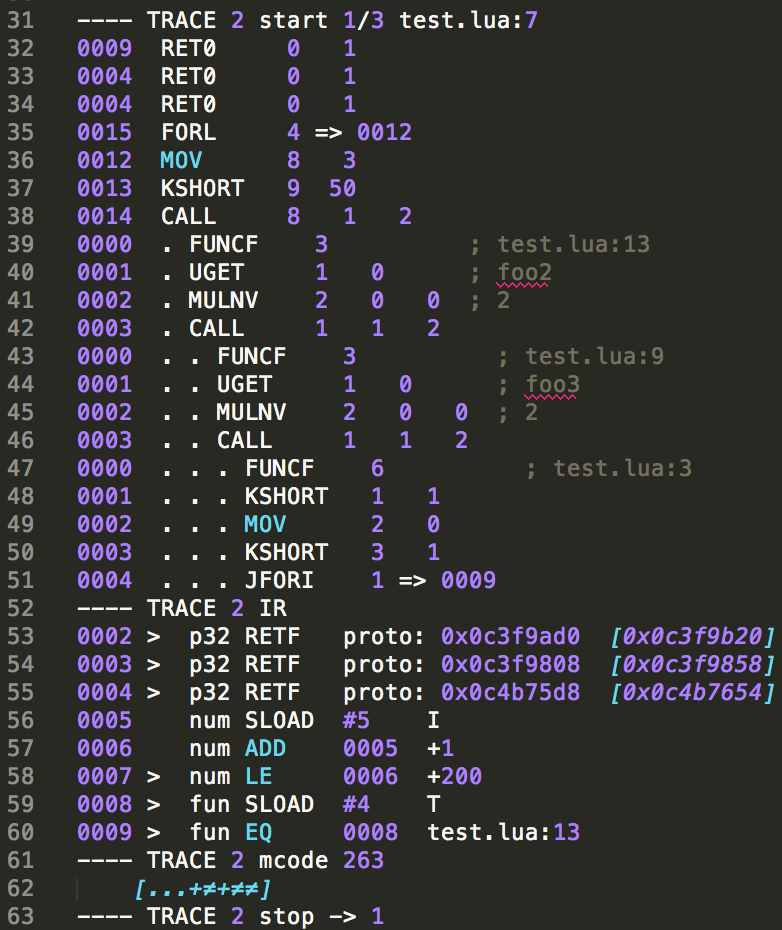 31 ---- TRACE 2 start 1/3 test.lua:7
32 0009 RET0 0 1
33 0004 RET0 0 1
34 0004 RET0 0 1
35 0015 FORL 4 => 0012
36 0012 MOV 8 3
37 0013 KSHORT 9 50
38 0014 CALL 8 1 2
39 0000 . FUNCF 3 ; test.lua:13
40 0001 . UGET 1 0 ; foo2
41 0002 . MULNV 2 0 0 ; 2
42 0003 . CALL 1 1 2
43 0000 . . FUNCF 3 ; test.lua:9
44 0001 . . UGET 1 0 ; foo3
45 0002 . . MULNV 2 0 0 ; 2
46 0003 . . CALL 1 1 2
47 0000 . . . FUNCF 6 ; test.lua:3
48 0001 . . . KSHORT 1 1
49 0002 . . . MOV 2 0
50 0003 . . . KSHORT 3 1
51 0004 . . . JFORI 1 => 0009
52 ---- TRACE 2 IR
53 0002 > p32 RETF proto: 0x0c3f9ad0 [0x0c3f9b20]
54 0003 > p32 RETF proto: 0x0c3f9808 [0x0c3f9858]
55 0004 > p32 RETF proto: 0x0c4b75d8 [0x0c4b7654]
56 0005 num SLOAD #5 I
57 0006 num ADD 0005 +1
58 0007 > num LE 0006 +200
59 0008 > fun SLOAD #4 T
60 0009 > fun EQ 0008 test.lua:13
61 ---- TRACE 2 mcode 263
62 [...+≠+≠≠]
63 ---- TRACE 2 stop -> 1